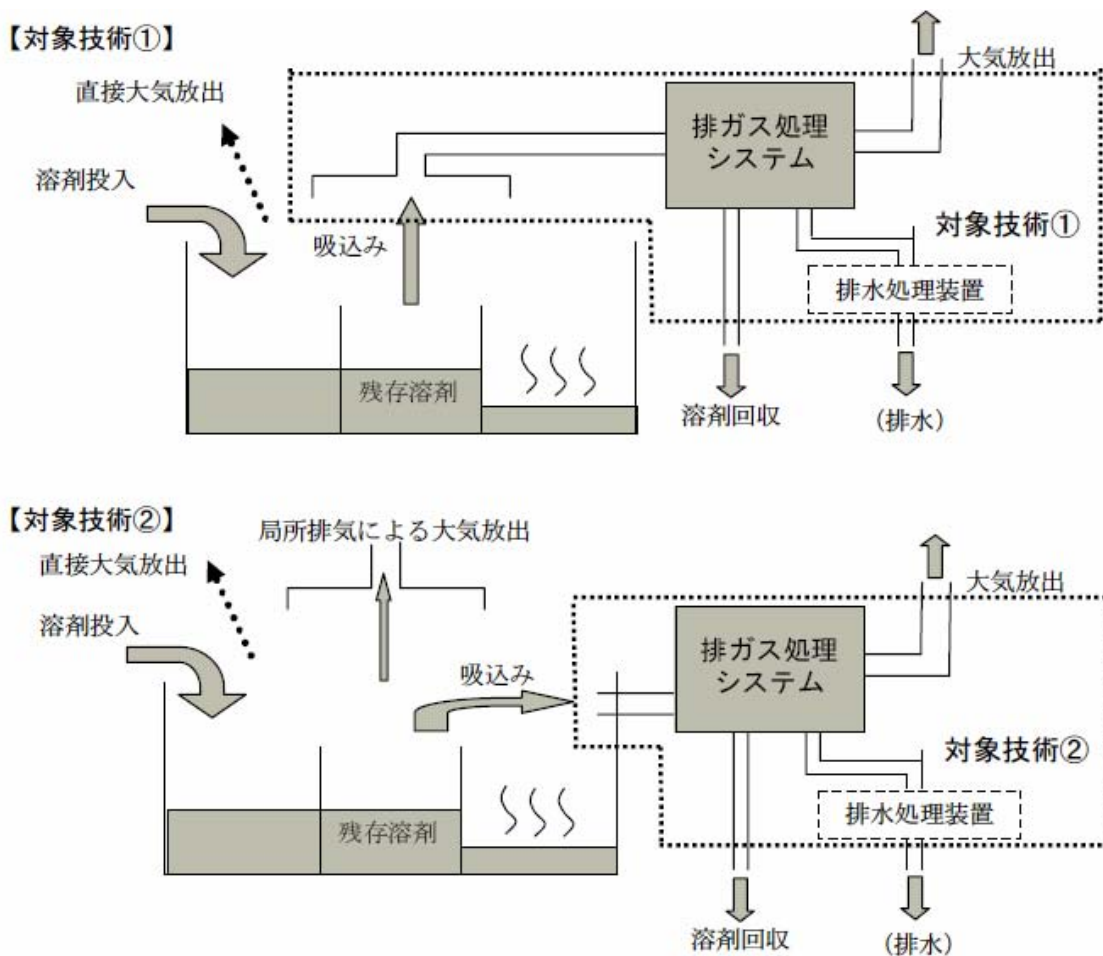 【対象技術①】
大気放出
直接大気放出
排ガス処理
システム
溶剤投入
対象技術①
吸込み
排水処理装置
残存溶剤
溶剤回収
(排水)
【対象技術②】
局所排気による大気放出
直接大気放出
大気放出
溶剤投入
排ガス処理
システム
吸込み
対象技術②
排水処理装置
残存溶剤
溶剤回収
(排水)